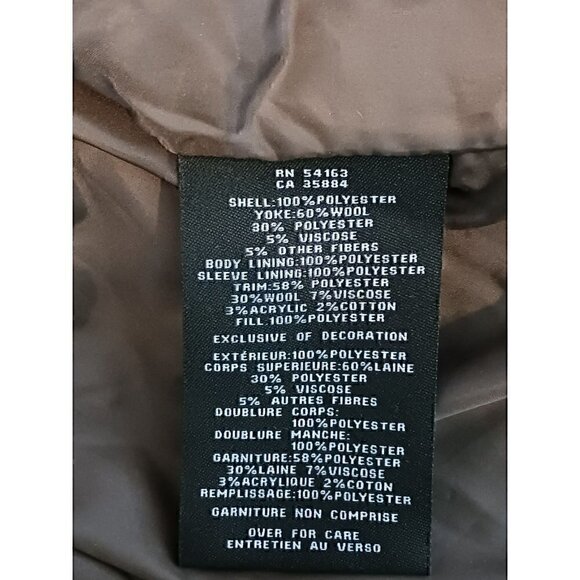 RN 54163
CA 35884
SHELL:100%POLYESTER
YOKE:60%WOOL
30% POLYESTER
5% VISCOSE
5% OTHER FIBERS
BODY LINING:100%POLYESTER
SLEEVE LINING:100%POLYESTER
TRIM:58% POLYESTER
30%WOOL 7%VISCOSE
3%ACRYLIC 2%COTTON
FILL:100%POLYESTER
EXCLUSIVE OF DECORATION
EXTÉRIEUR:100%POLYESTER
CORPS SUPERIEURE:60%LAINE
30% POLYESTER
5% VISCOSE
5% AUTRES FIBRES
DOUBLURE CORPS:
100%POLYESTER
DOUBLURE MANCHE:
100%POLYESTER
GARNITURE:58%POLYESTER
30%LAINE 7%VISCOSE
3%ACRYLIQUE 2%COTON
REMPLISSAGE:100%POLYESTER
GARNITURE NON COMPRISE
OVER FOR CARE
ENTRETIEN AU VERSO